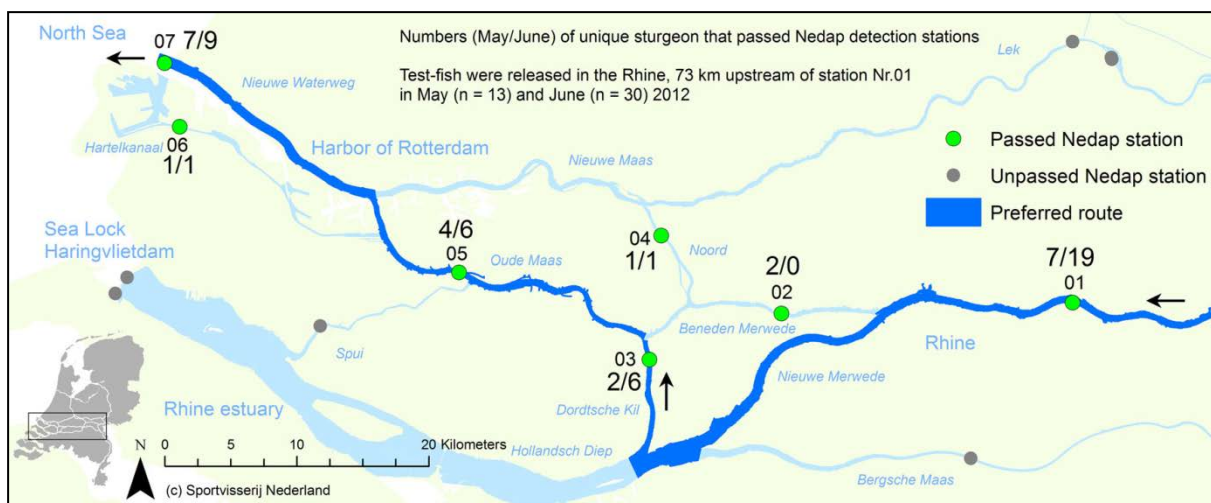 North Sea
07 7/9
Numbers (May/June) of unique sturgeon that passed Nedap detection stations
Test-fish were released in the Rhine, 73 km upstream of station Nr.01
in May (n = 13) and June (n = 30) 2012
Lek
Nieuwe Waterweg
Hartelkanaal
06
1/1
Harbor of Rotterdam
Nieuwe Maas
Passed Nedap station
Unpassed Nedap station
Preferred route
Sea Lock
Haringvlietdam
4/6
05
Oude Maas
04
1/1
Noord
2/0
02
Beneden Merwede
7/19
01
Rhine
Spui
03
2/6
Nieuwe Merwede
Dordtsche Kil
Rhine estuary
Hollandsch Diep
Bergsche Maas
N
0 5 10 20 Kilometers
(c) Sportvisserij Nederland